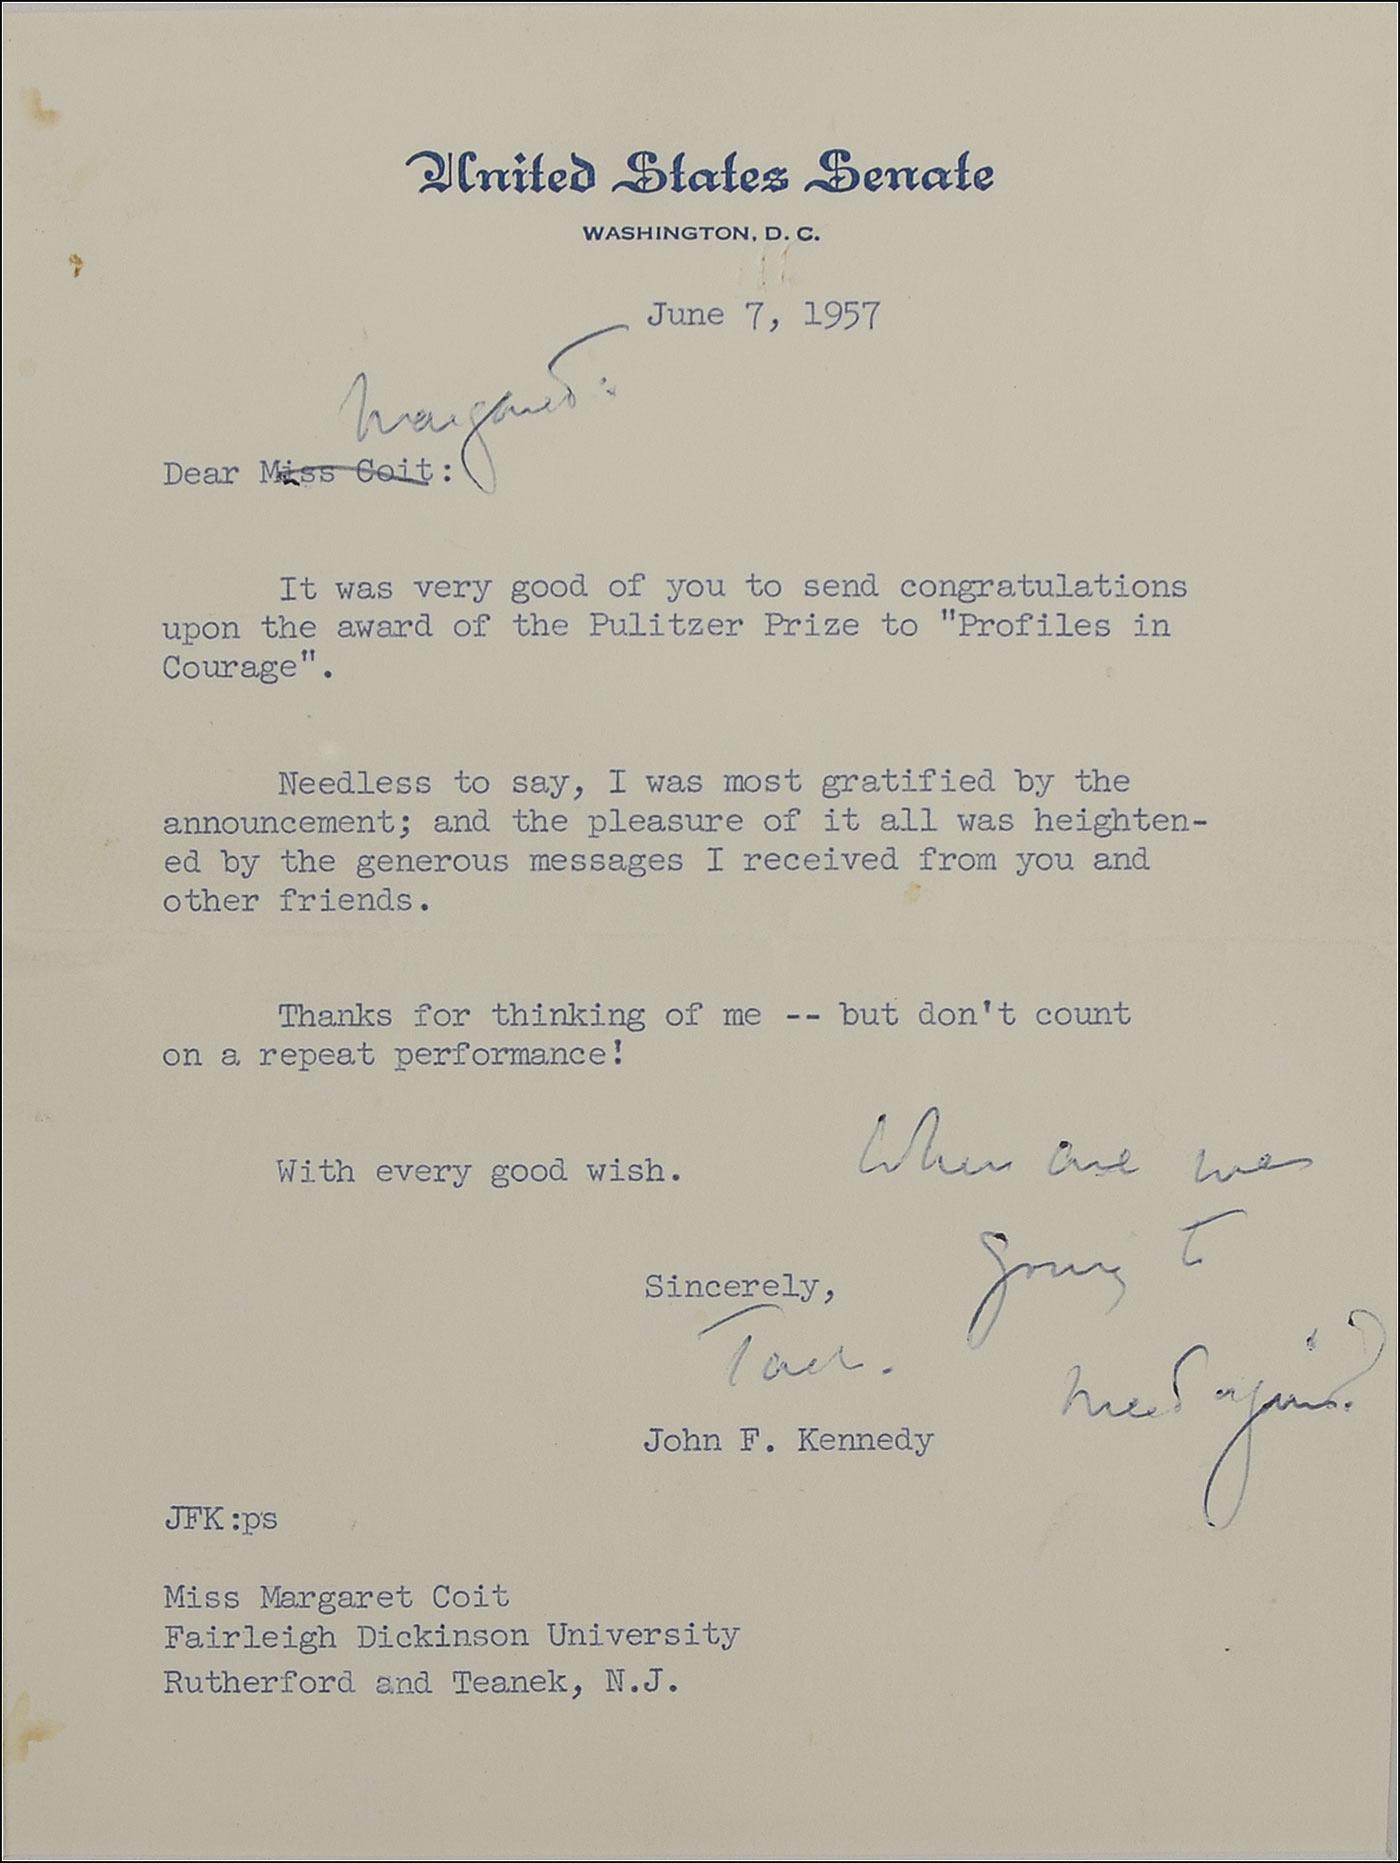 United States Senate
WASHINGTON, D. C.
June 7, 1957
Margaret:
Dear Miss Coit:
It was very good of you to send congratulations
upon the award of the Pulitzer Prize to "Profiles in
Courage".
Needless to say, I was most gratified by the
announcement; and the pleasure of it all was heighten-
ed by the generous messages I received from you and
other friends.
Thanks for thinking of me -- but don't count
on a repeat performance!
With every good wish.
When are we
going to
meet again?
Sincerely,
Jack.
John F. Kennedy
JFK:ps
Miss Margaret Coit
Fairleigh Dickinson University
Rutherford and Teanek, N.J.